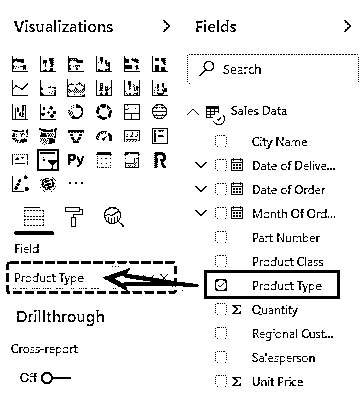 Visualizations
Py
R
...
Field
Product Type
Drillthrough
Cross-report
Off
Fields
Search
Sales Data
City Name
Date of Delive...
Date of Order
Month Of Ord...
Part Number
Product Class
Product Type
Σ Quantity
Regional Cust...
Salesperson
Σ Unit Price